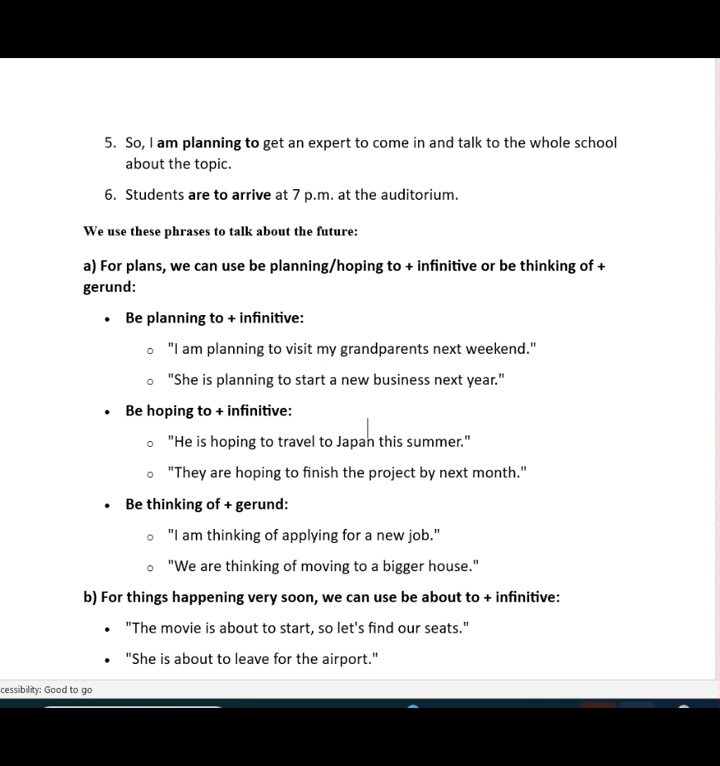 5. So, I am planning to get an expert to come in and talk to the whole school
about the topic.
6. Students are to arrive at 7 p.m. at the auditorium.
We use these phrases to talk about the future:
a) For plans, we can use be planning/hoping to + infinitive or be thinking of +
gerund:
• Be planning to + infinitive:
o "I am planning to visit my grandparents next weekend."
o "She is planning to start a new business next year."
• Be hoping to + infinitive:
o "He is hoping to travel to Japan this summer."
o "They are hoping to finish the project by next month."
• Be thinking of + gerund:
o "I am thinking of applying for a new job."
o "We are thinking of moving to a bigger house."
b) For things happening very soon, we can use be about to + infinitive:
• "The movie is about to start, so let's find our seats."
• "She is about to leave for the airport."
cessibility: Good to go